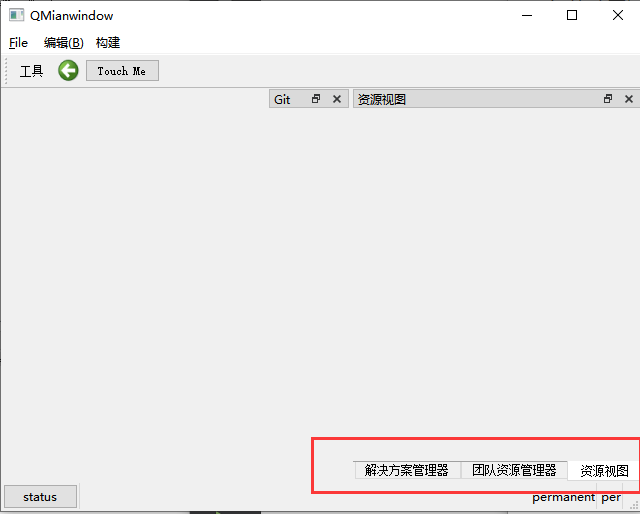 QMianwindow
File 编辑(B) 构建
工具 Touch Me
Git 资源视图
解决方案管理器 团队资源管理器 资源视图
status permanent per